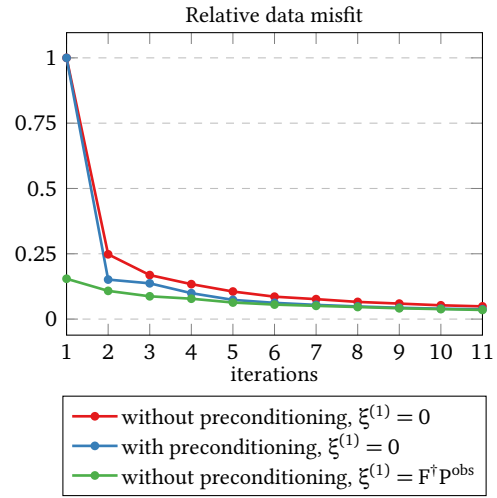 Relative data misfit
1
0.75
0.5
0.25
0
1 2 3 4 5 6 7 8 9 10 11
iterations
without preconditioning, ξ⁽¹⁾ = 0
with preconditioning, ξ⁽¹⁾ = 0
without preconditioning, ξ⁽¹⁾ = F†Pᵒᵇˢ